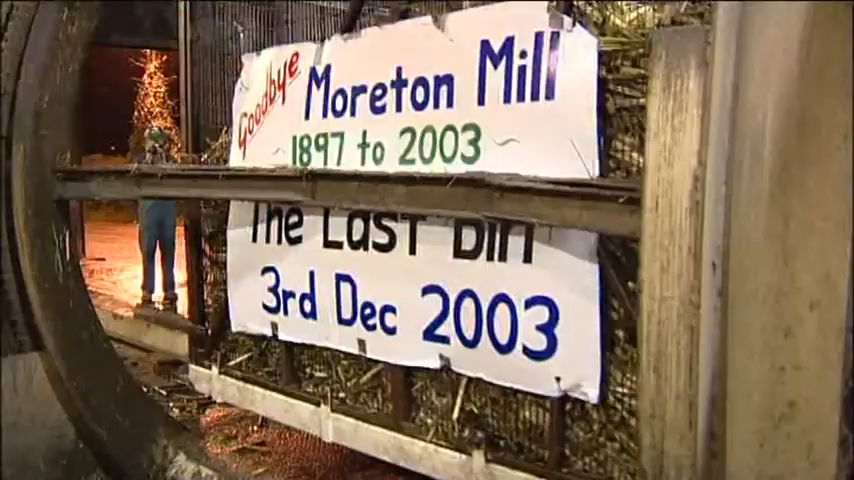 Goodbye Moreton Mill
1897 to 2003
The Last Bin
3rd Dec 2003